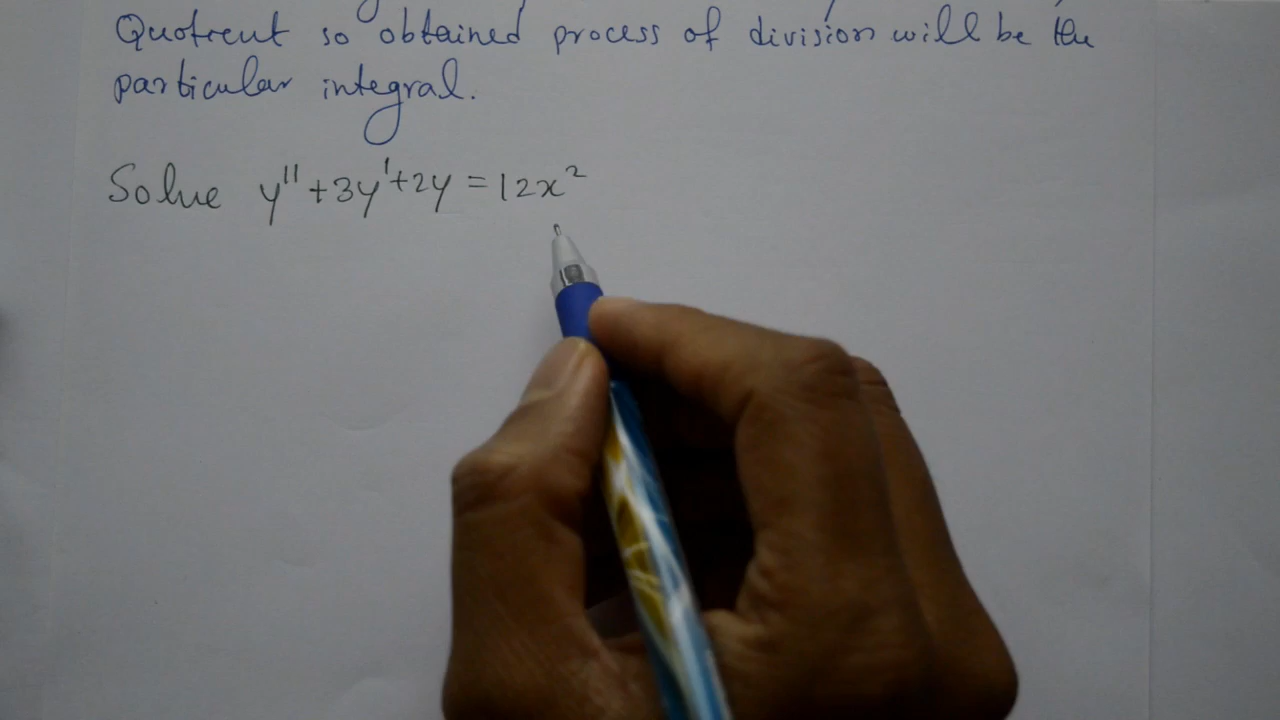 Quotient so obtained process of division will be the
particular integral.
Solve y'' + 3y' + 2y = 12x²